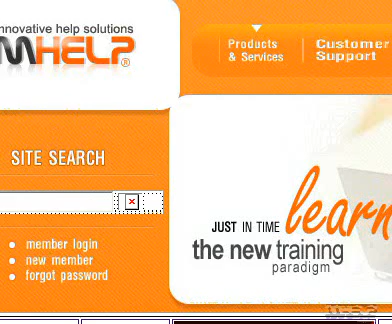 innovative help solutions
MHELP®
Products
& Services
Customer
Support
SITE SEARCH
member login
new member
forgot password
JUST IN TIME learn
the new training
paradigm